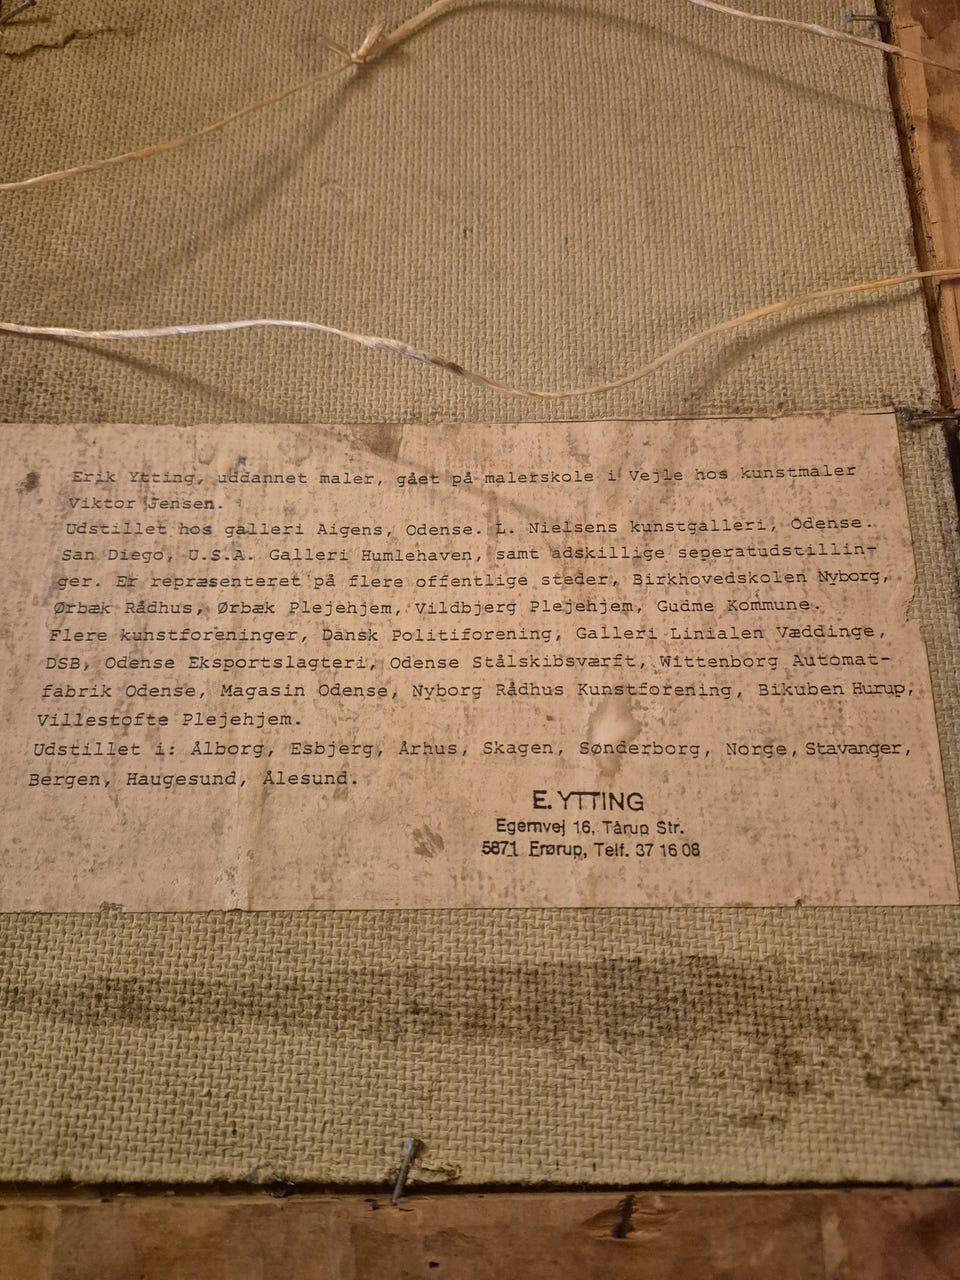 Erik Ytting, uddannet maler, gået på malerskole i Vejle hos kunstmaler
Viktor Jensen.
Udstillet hos galleri Aigens, Odense. L. Nielsens kunstgalleri, Odense.
San Diego, U.S.A. Galleri Humlehaven, samt adskillige seperatudstillin-
ger. Er repræsenteret på flere offentlige steder, Birkhovedskolen Nyborg,
Ørbæk Rådhus, Ørbæk Plejehjem, Vildbjerg Plejehjem, Gudme Kommune.
Flere kunstforeninger, Dansk Politiforening, Galleri Linialen Væddinge,
DSB, Odense Eksportslagteri, Odense Stålskibsværft, Wittenborg Automat-
fabrik Odense, Magasin Odense, Nyborg Rådhus Kunstforening, Bikuben Hurup,
Villestofte Plejehjem.
Udstillet i: Ålborg, Esbjerg, Århus, Skagen, Sønderborg, Norge, Stavanger,
Bergen, Haugesund, Ålesund.
E. YTTING
Egernvej 16, Tårup Str.
5871 Frørup, Telf. 37 16 08